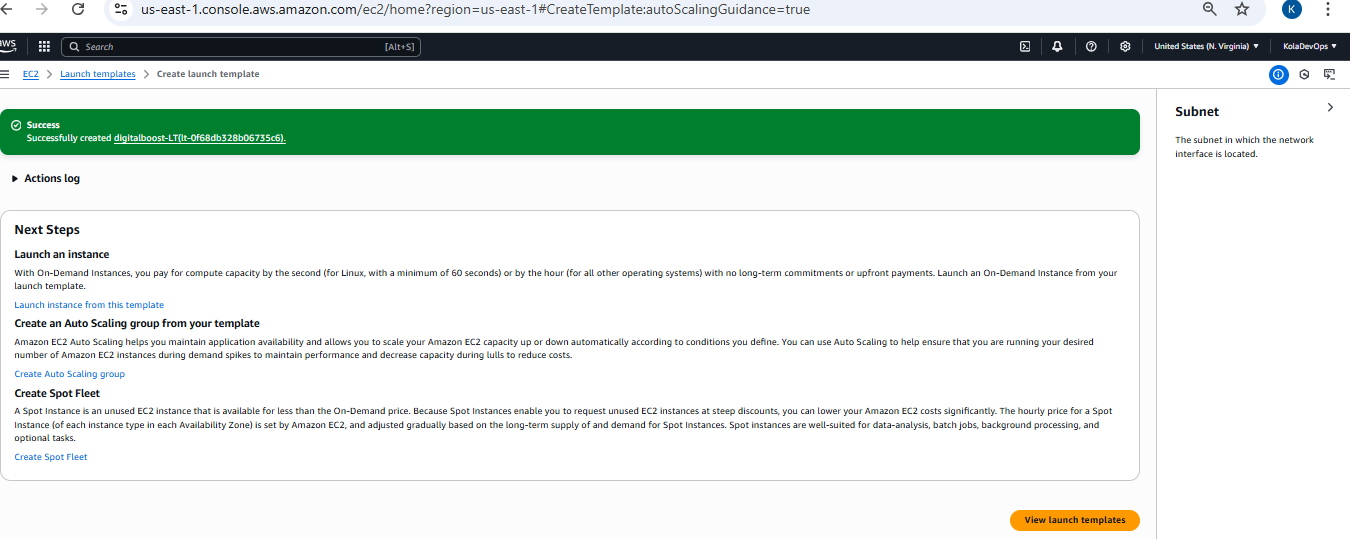 us-east-1.console.aws.amazon.com/ec2/home?region=us-east-1#CreateTemplate:autoScalingGuidance=true
K
aws
Search
[Alt+S]
United States (N. Virginia)
KolaDevOps
EC2 > Launch templates > Create launch template
Success
Successfully created digitalboost-LT(lt-0f68db328b06735c6).
Actions log
Next Steps
Launch an instance
With On-Demand Instances, you pay for compute capacity by the second (for Linux, with a minimum of 60 seconds) or by the hour (for all other operating systems) with no long-term commitments or upfront payments. Launch an On-Demand Instance from your
launch template.
Launch instance from this template
Create an Auto Scaling group from your template
Amazon EC2 Auto Scaling helps you maintain application availability and allows you to scale your Amazon EC2 capacity up or down automatically according to conditions you define. You can use Auto Scaling to help ensure that you are running your desired
number of Amazon EC2 instances during demand spikes to maintain performance and decrease capacity during lulls to reduce costs.
Create Auto Scaling group
Create Spot Fleet
A Spot Instance is an unused EC2 instance that is available for less than the On-Demand price. Because Spot Instances enable you to request unused EC2 instances at steep discounts, you can lower your Amazon EC2 costs significantly. The hourly price for a Spot
Instance (of each instance type in each Availability Zone) is set by Amazon EC2, and adjusted gradually based on the long-term supply of and demand for Spot Instances. Spot instances are well-suited for data-analysis, batch jobs, background processing, and
optional tasks.
Create Spot Fleet
View launch templates
Subnet
The subnet in which the network
interface is located.